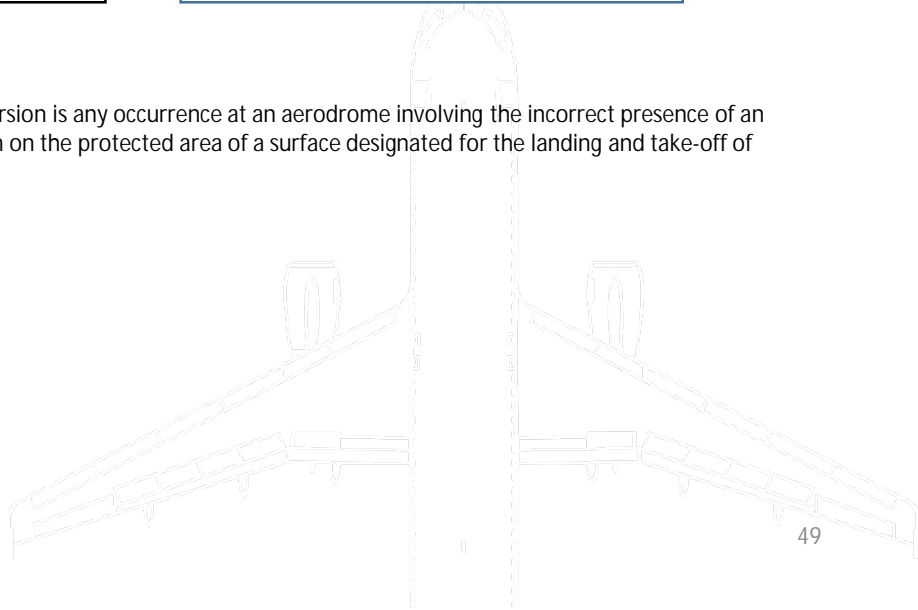 rsion is any occurrence at an aerodrome involving the incorrect presence of an
on the protected area of a surface designated for the landing and take-off of
49